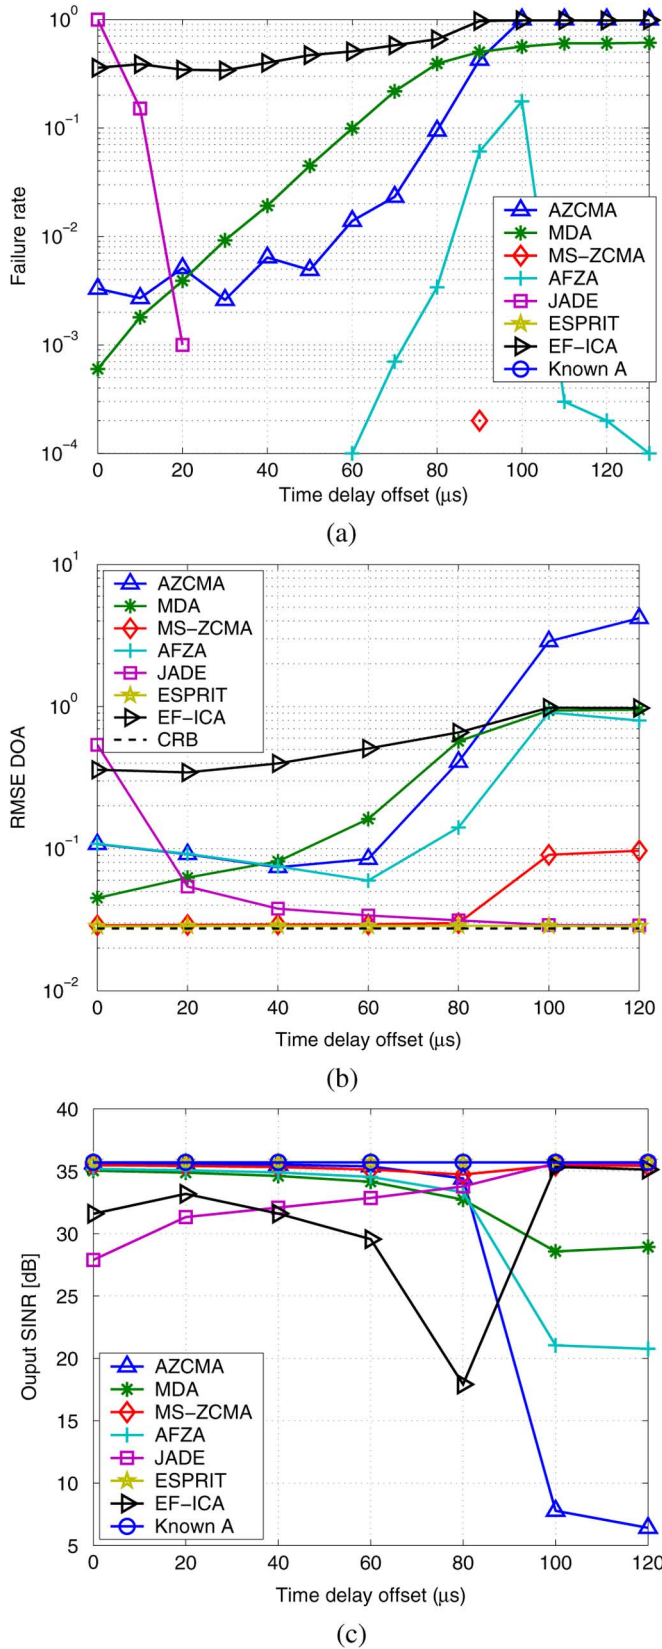 10^0
10^-1
10^-2
10^-3
10^-4
Failure rate
AZCMA
MDA
MS-ZCMA
AFZA
JADE
ESPRIT
EF-ICA
Known A
0 20 40 60 80 100 120
Time delay offset (μs)
(a)
10^1
10^0
10^-1
10^-2
RMSE DOA
AZCMA
MDA
MS-ZCMA
AFZA
JADE
ESPRIT
EF-ICA
CRB
0 20 40 60 80 100 120
Time delay offset (μs)
(b)
40
35
30
25
20
15
10
5
Ouput SINR [dB]
AZCMA
MDA
MS-ZCMA
AFZA
JADE
ESPRIT
EF-ICA
Known A
0 20 40 60 80 100 120
Time delay offset (μs)
(c)